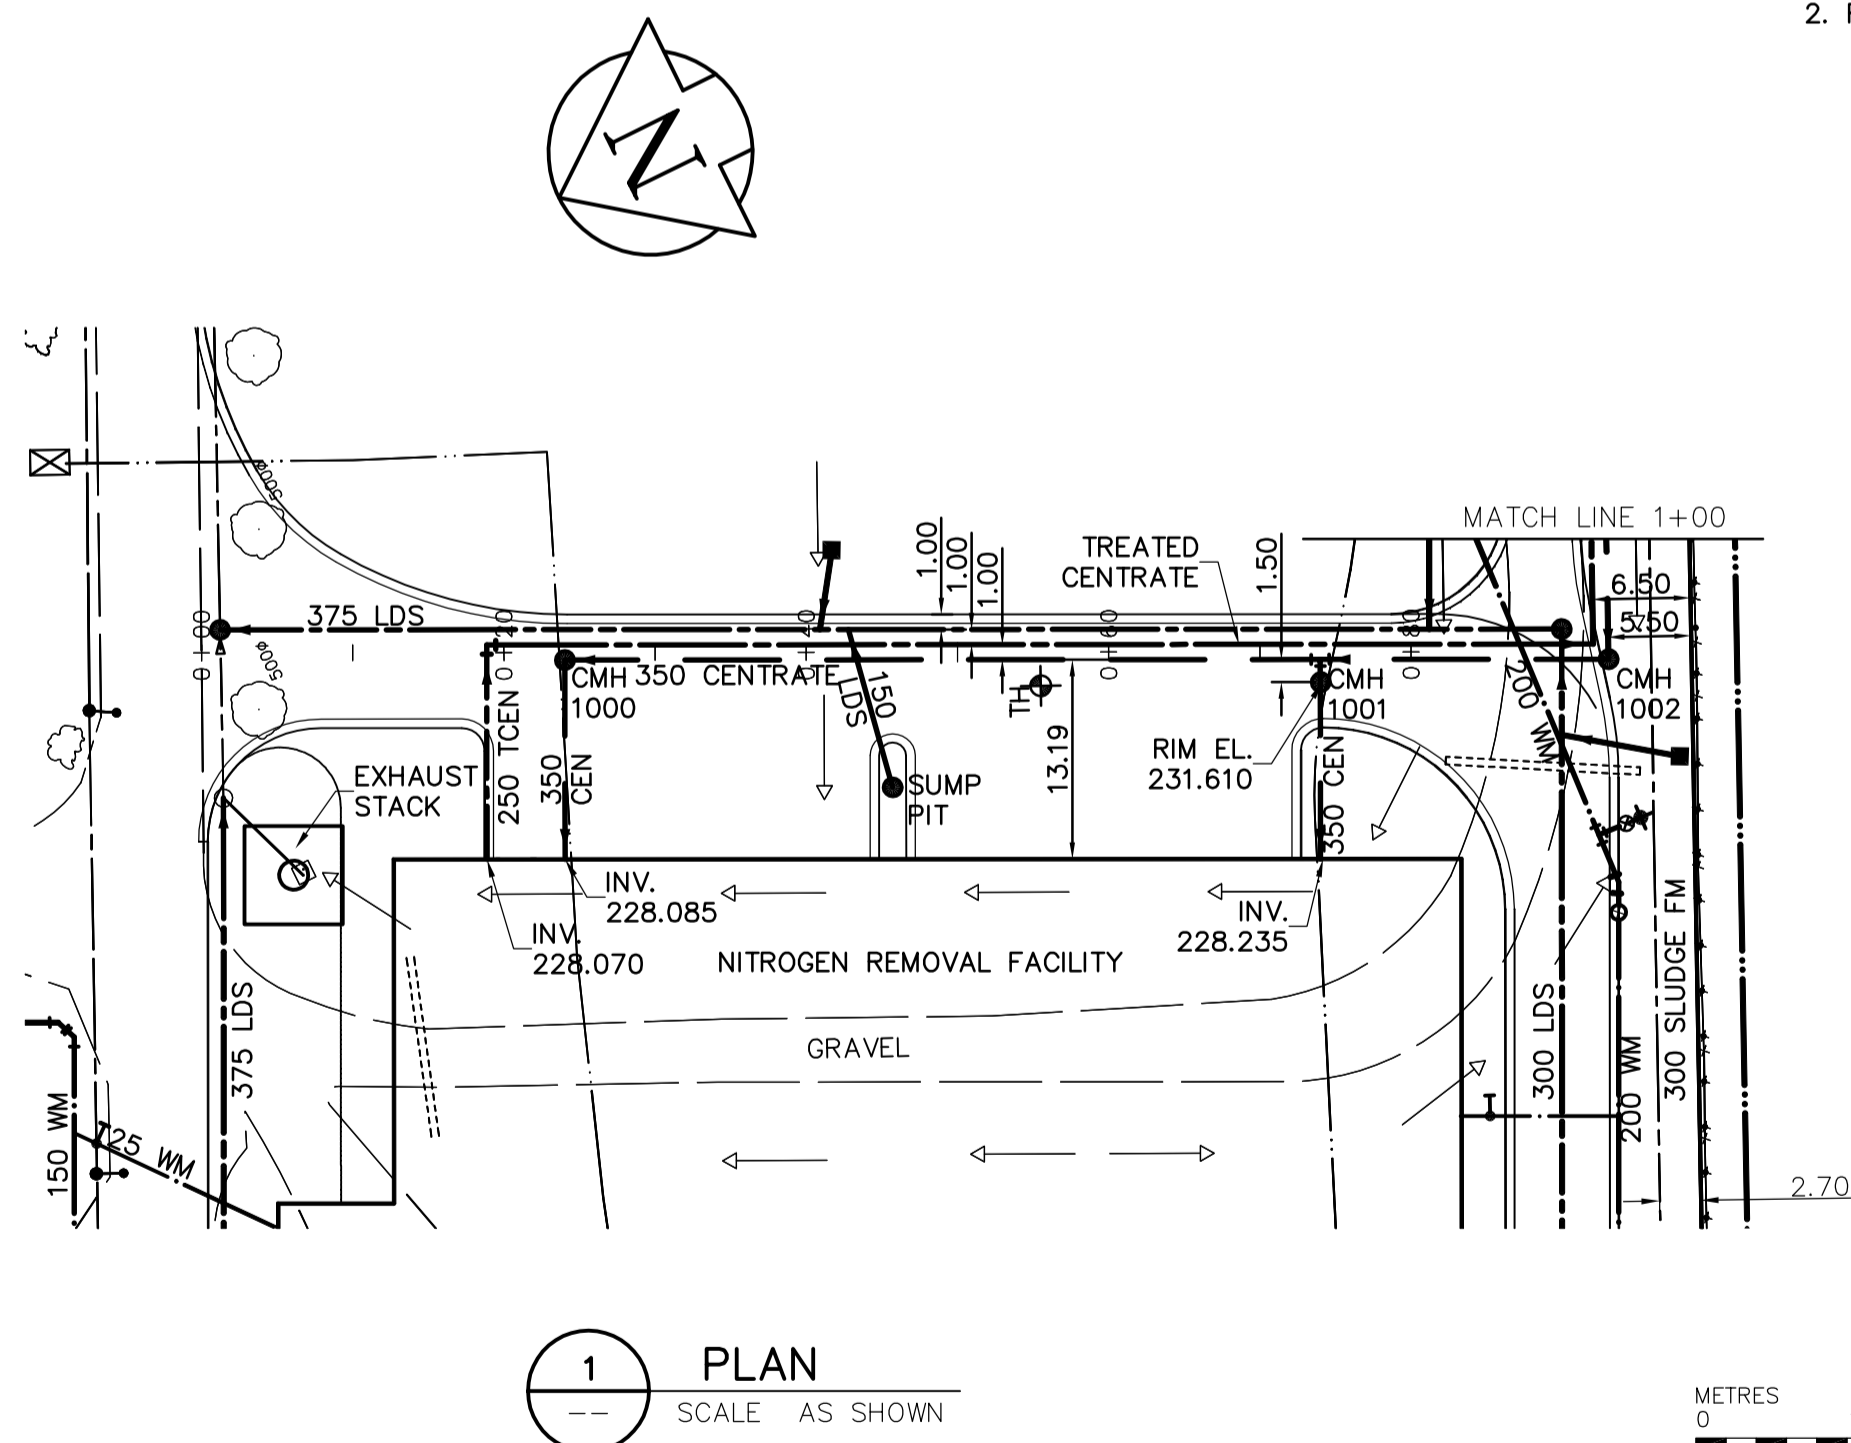 2.
N
500ø
MATCH LINE 1+00
TREATED
CENTRATE
1.00
1.00
1.00
1.50
6.50
5.50
375 LDS
0+00
0+20
0+40
0+60
0+80
500ø
CMH
1000
350 CENTRATE
150
LDS
TH
CMH
1001
CMH
1002
200 WM
250 TCEN
350
CEN
13.19
RIM EL.
231.610
350 CEN
EXHAUST
STACK
SUMP
PIT
INV.
228.085
INV.
228.070
INV.
228.235
NITROGEN REMOVAL FACILITY
GRAVEL
375 LDS
300 LDS
200 WM
300 SLUDGE FM
150 WM
25 WM
2.70
1
PLAN
--
SCALE AS SHOWN
METRES
0